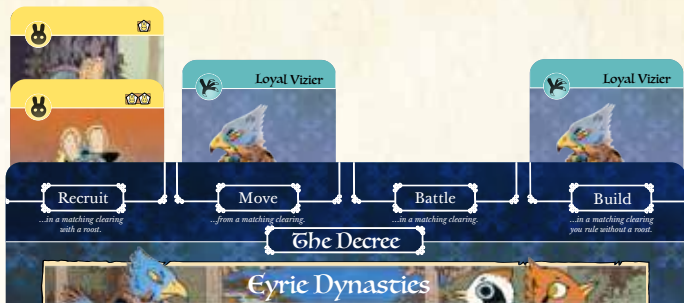 Loyal Vizier
Loyal Vizier
Recruit
Move
Battle
Build
...in a matching clearing
with a roost.
...from a matching clearing.
...in a matching clearing.
...in a matching clearing
you rule without a roost.
The Decree
Eyrie Dynasties